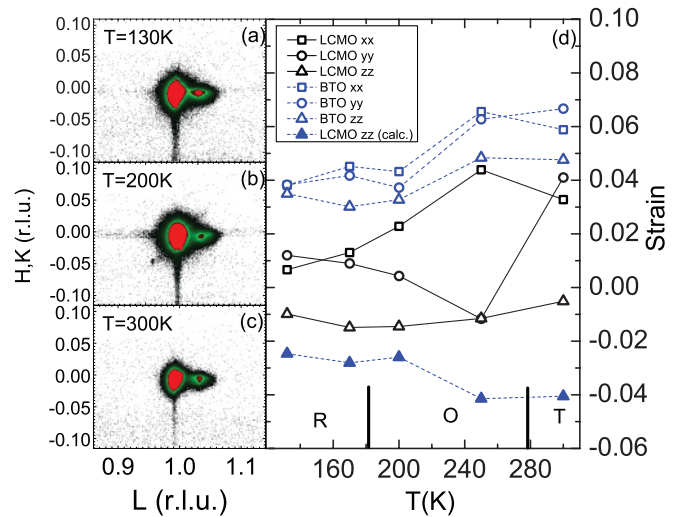 T=130K
(a)
0.10
0.05
-0.00
-0.05
-0.10
T=200K
(b)
0.10
0.05
-0.00
-0.05
-0.10
T=300K
(c)
0.10
0.05
-0.00
-0.05
-0.10
H,K (r.l.u.)
0.9
1.0
1.1
L (r.l.u.)
(d)
LCMO xx
LCMO yy
LCMO zz
BTO xx
BTO yy
BTO zz
LCMO zz (calc.)
R
O
T
160
200
240
280
T(K)
0.10
0.08
0.06
0.04
0.02
0.00
-0.02
-0.04
-0.06
Strain